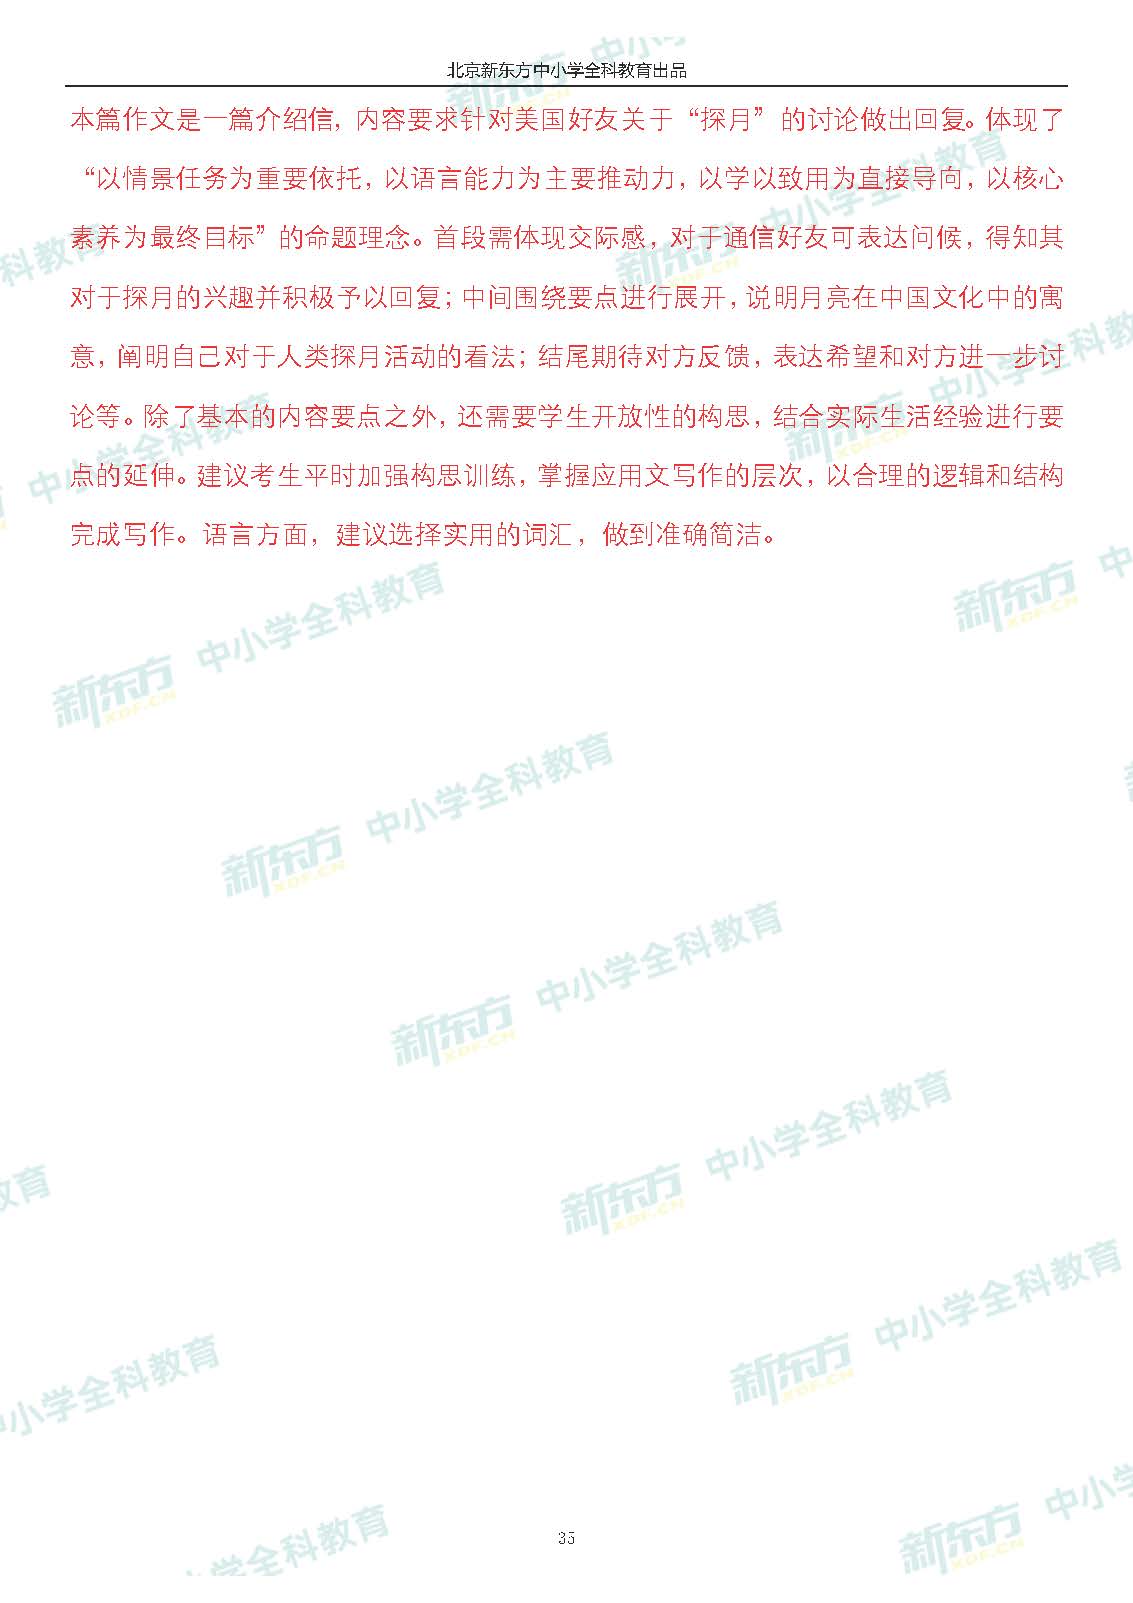 北京新东方中小学全科教育出品
本篇作文是一篇介绍信，内容要求针对美国好友关于“探月”的讨论做出回复。体现了
“以情景任务为重要依托，以语言能力为主要推动力，以学以致用为直接导向，以核心
素养为最终目标”的命题理念。首段需体现交际感，对于通信好友可表达问候，得知其
对于探月的兴趣并积极予以回复；中间围绕要点进行展开，说明月亮在中国文化中的寓
意，阐明自己对于人类探月活动的看法；结尾期待对方反馈，表达希望和对方进一步讨
论等。除了基本的内容要点之外，还需要学生开放性的构思，结合实际生活经验进行要
点的延伸。建议考生平时加强构思训练，掌握应用文写作的层次，以合理的逻辑和结构
完成写作。语言方面，建议选择实用的词汇，做到准确简洁。
新东方 XDF.CN 中小学全科教育
35